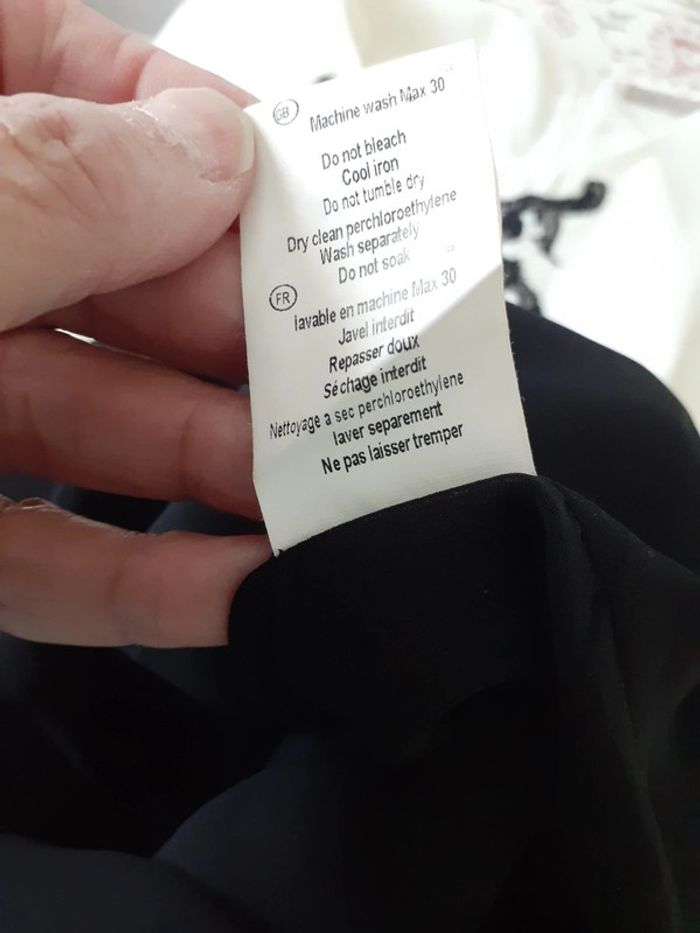 GB
Machine wash Max 30°
Do not bleach
Cool iron
Do not tumble dry
Dry clean perchloroethylene
Wash separately
Do not soak
FR
lavable en machine Max 30°
Javel interdit
Repasser doux
Séchage interdit
Nettoyage a sec perchloroethylene
laver separement
Ne pas laisser tremper